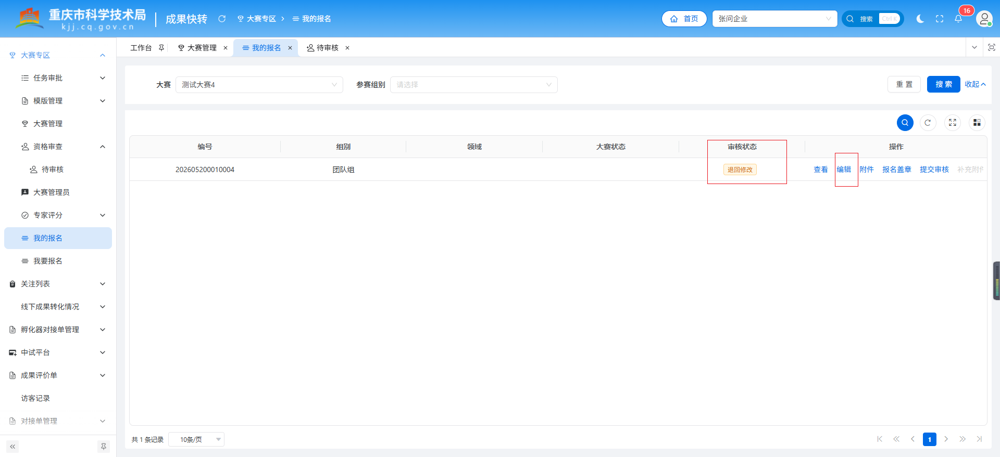 重庆市科学技术局
kjj.cq.gov.cn
成果快转
大赛专区
我的报名
首页
张问企业
搜索
Ctrl K
16
工作台
大赛管理
我的报名
待审核
大赛专区
任务审批
模版管理
大赛管理
资格审查
待审核
大赛管理员
专家评分
我的报名
我要报名
关注列表
线下成果转化情况
孵化器对接单管理
中试平台
成果评价单
访客记录
对接单管理
大赛 测试大赛4 参赛组别 请选择 重 置 搜 索 收起
编号 组别 领域 大赛状态 审核状态 操作
202605200010004 团队组 退回修改 查看 编辑 附件 报名盖章 提交审核 补充附件
共 1 条记录 10条/页 1